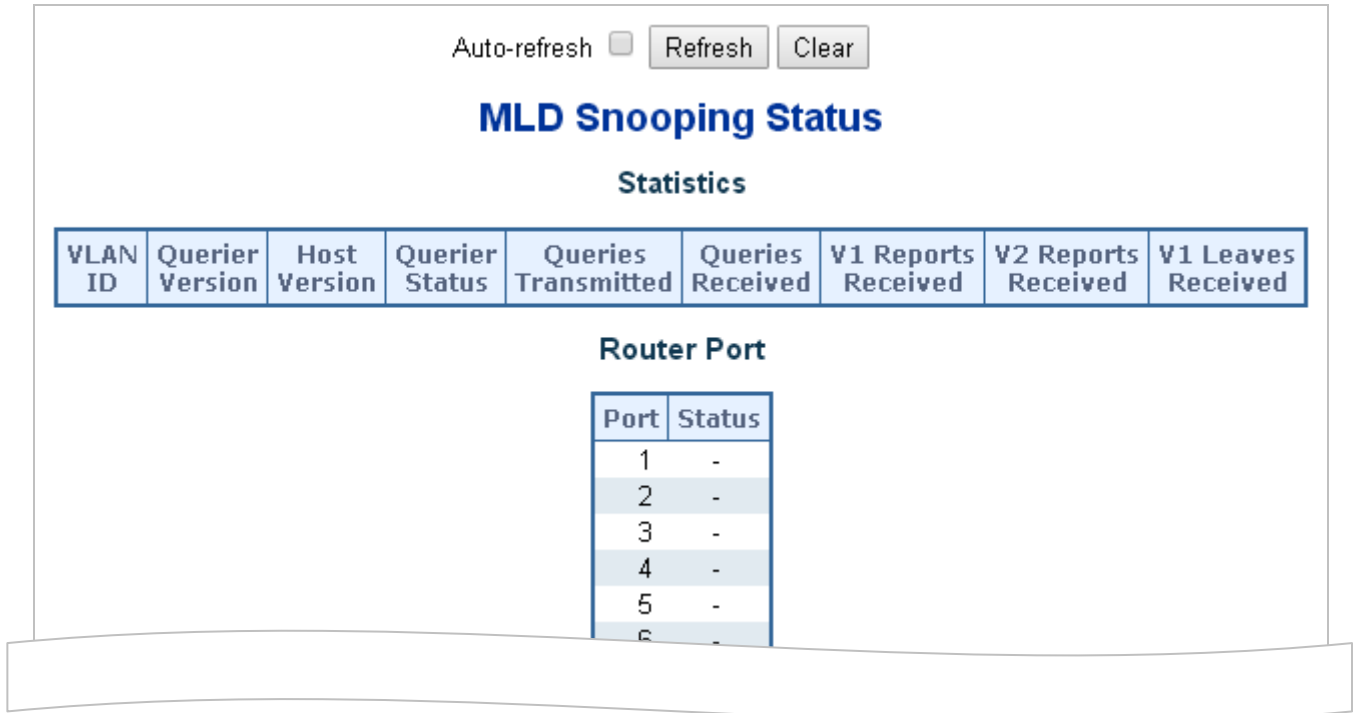 Auto-refresh Refresh Clear
MLD Snooping Status
Statistics
VLAN ID Querier Version Host Version Querier Status Queries Transmitted Queries Received V1 Reports Received V2 Reports Received V1 Leaves Received
Router Port
Port Status
1 -
2 -
3 -
4 -
5 -
6 -